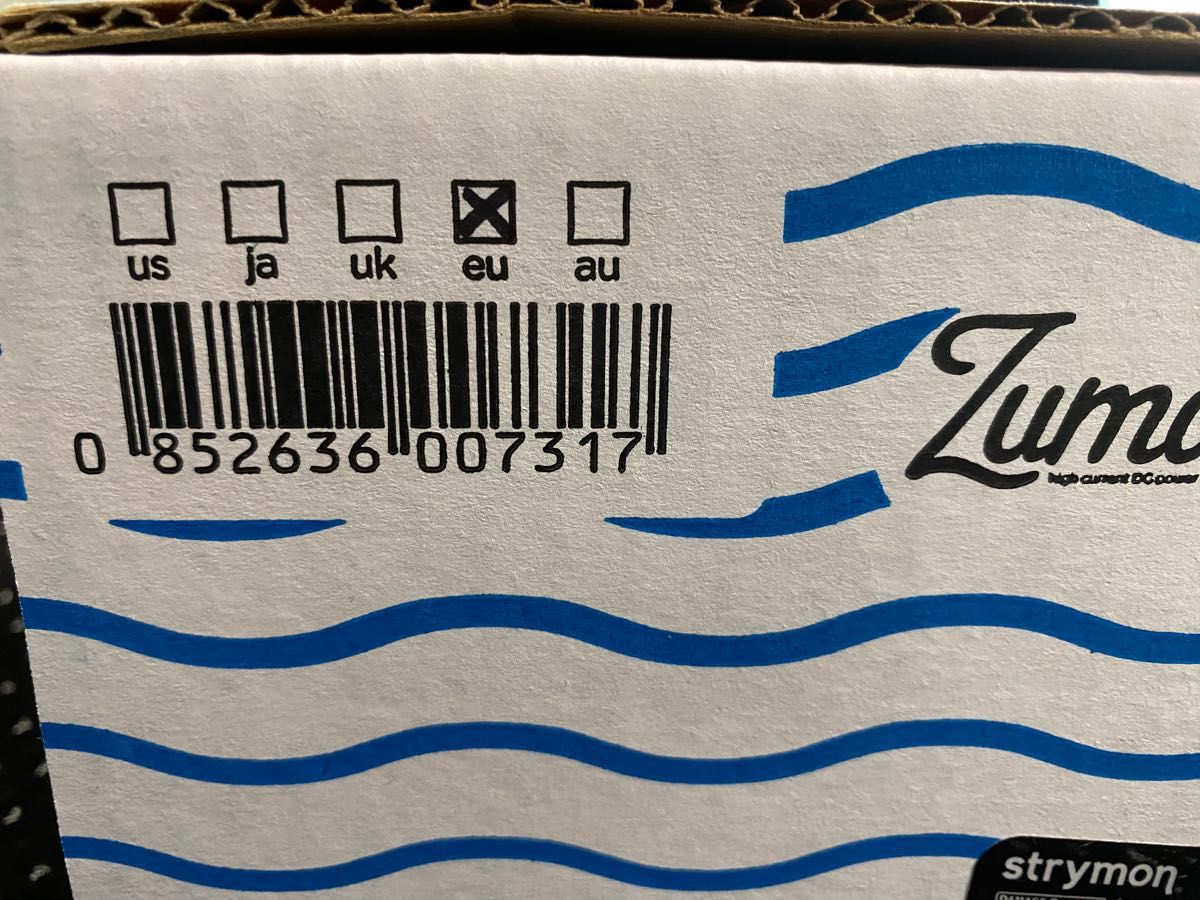 us ja uk eu au
0 852636 007317
Zuma
high current DC power
strymon